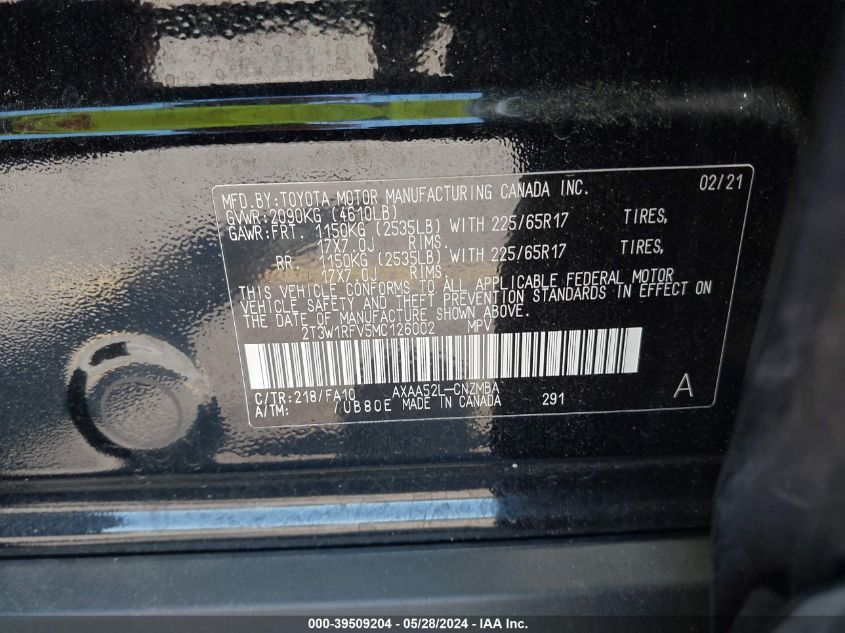 MFD.BY:TOYOTA MOTOR MANUFACTURING CANADA INC. 02/21
GVWR:2090KG (4610LB)
GAWR:FRT. 1150KG (2535LB) WITH 225/65R17 TIRES,
17X7.0J RIMS.
RR. 1150KG (2535LB) WITH 225/65R17 TIRES,
17X7.0J RIMS.
THIS VEHICLE CONFORMS TO ALL APPLICABLE FEDERAL MOTOR
VEHICLE SAFETY AND THEFT PREVENTION STANDARDS IN EFFECT ON
THE DATE OF MANUFACTURE SHOWN ABOVE.
2T3W1RFV5MC126002 MPV
C/TR:218/FA10 AXAA52L-CNZMBA A
A/TM: /UB80E MADE IN CANADA 291
000-39509204 - 05/28/2024 - IAA Inc.